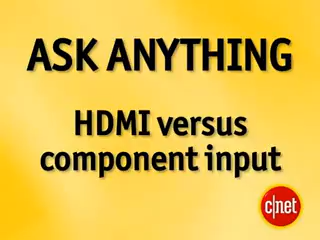 ASK ANYTHING
HDMI versus
component input
c|net